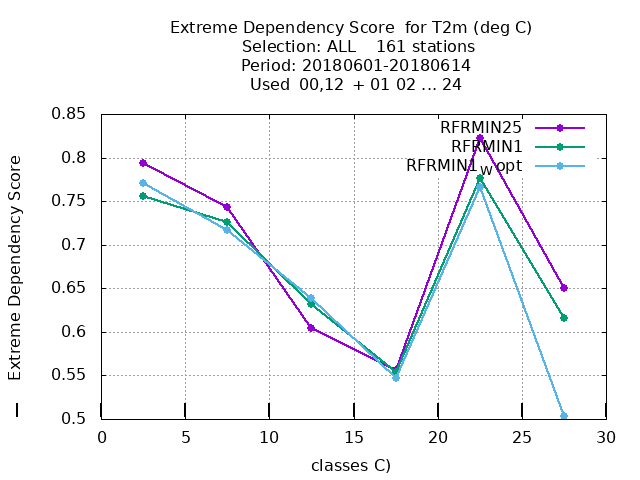 Extreme Dependency Score  for T2m (deg C)
Selection: ALL    161 stations
Period: 20180601-20180614
Used  00,12  + 01 02 ... 24
0.85
0.8
0.75
0.7
0.65
0.6
0.55
0.5
Extreme Dependency Score
RFRMIN25
RFRMIN1
RFRMIN1w opt
0
5
10
15
20
25
30
classes C)